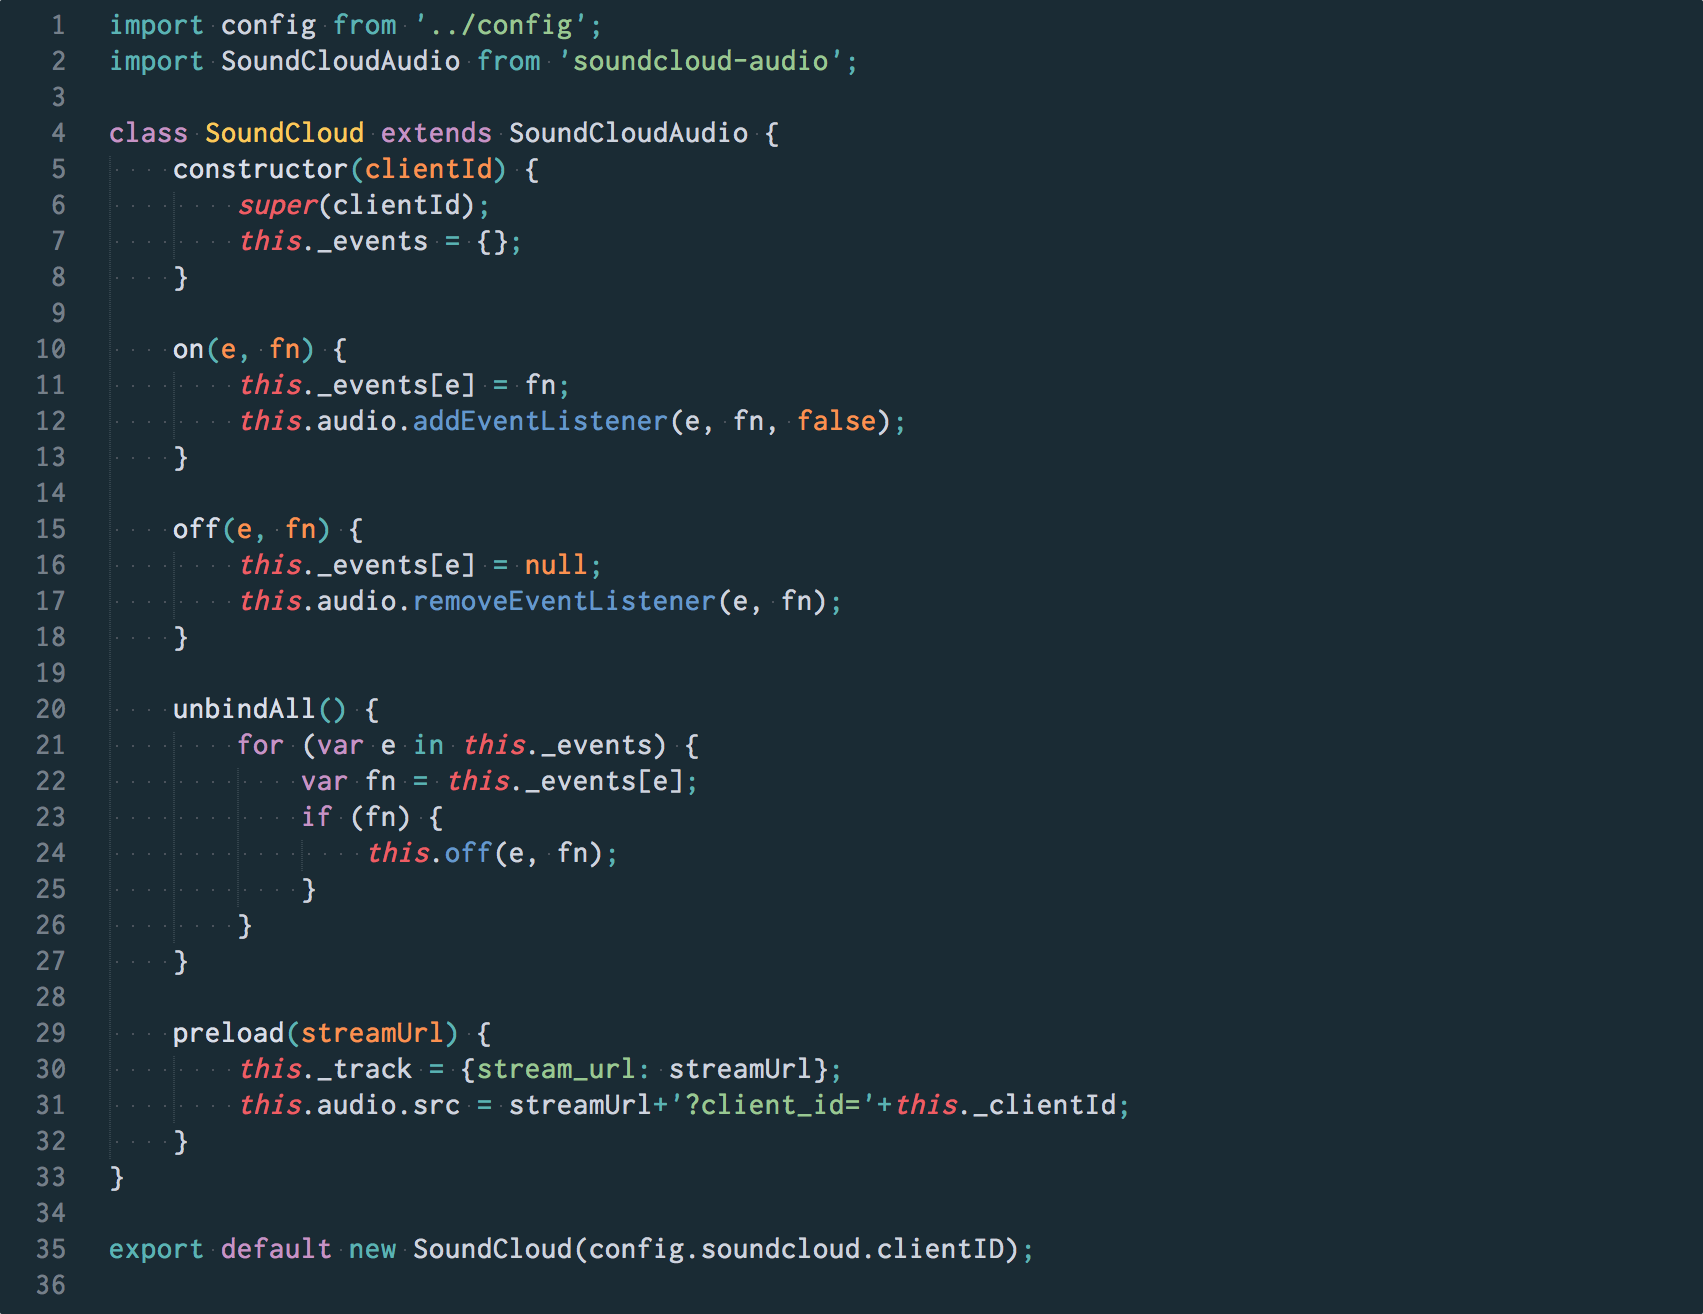 1 import config from '../config';
2 import SoundCloudAudio from 'soundcloud-audio';
3
4 class SoundCloud extends SoundCloudAudio {
5     constructor(clientId) {
6         super(clientId);
7         this._events = {};
8     }
9
10     on(e, fn) {
11         this._events[e] = fn;
12         this.audio.addEventListener(e, fn, false);
13     }
14
15     off(e, fn) {
16         this._events[e] = null;
17         this.audio.removeEventListener(e, fn);
18     }
19
20     unbindAll() {
21         for (var e in this._events) {
22             var fn = this._events[e];
23             if (fn) {
24                 this.off(e, fn);
25             }
26         }
27     }
28
29     preload(streamUrl) {
30         this._track = {stream_url: streamUrl};
31         this.audio.src = streamUrl+'?client_id='+this._clientId;
32     }
33 }
34
35 export default new SoundCloud(config.soundcloud.clientID);
36